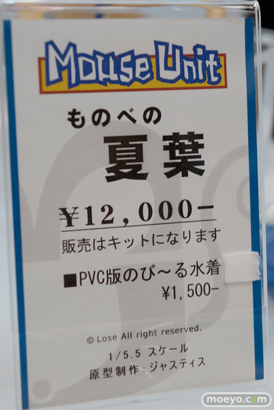 Mouse Unit
ものべの
夏葉
¥12,000−
販売はキットになります
■PVC版のび〜る水着
¥1,500-
© Lose All right reserved.
1/5.5 スケール
原型制作：ジャスティス
moeyo.com